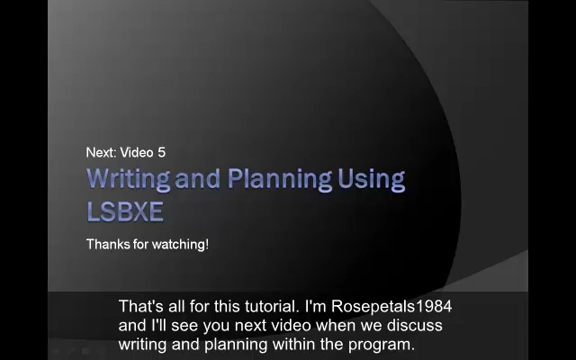 Next: Video 5
Writing and Planning Using
LSBXE
Thanks for watching!
That's all for this tutorial. I'm Rosepetals1984
and I'll see you next video when we discuss
writing and planning within the program.